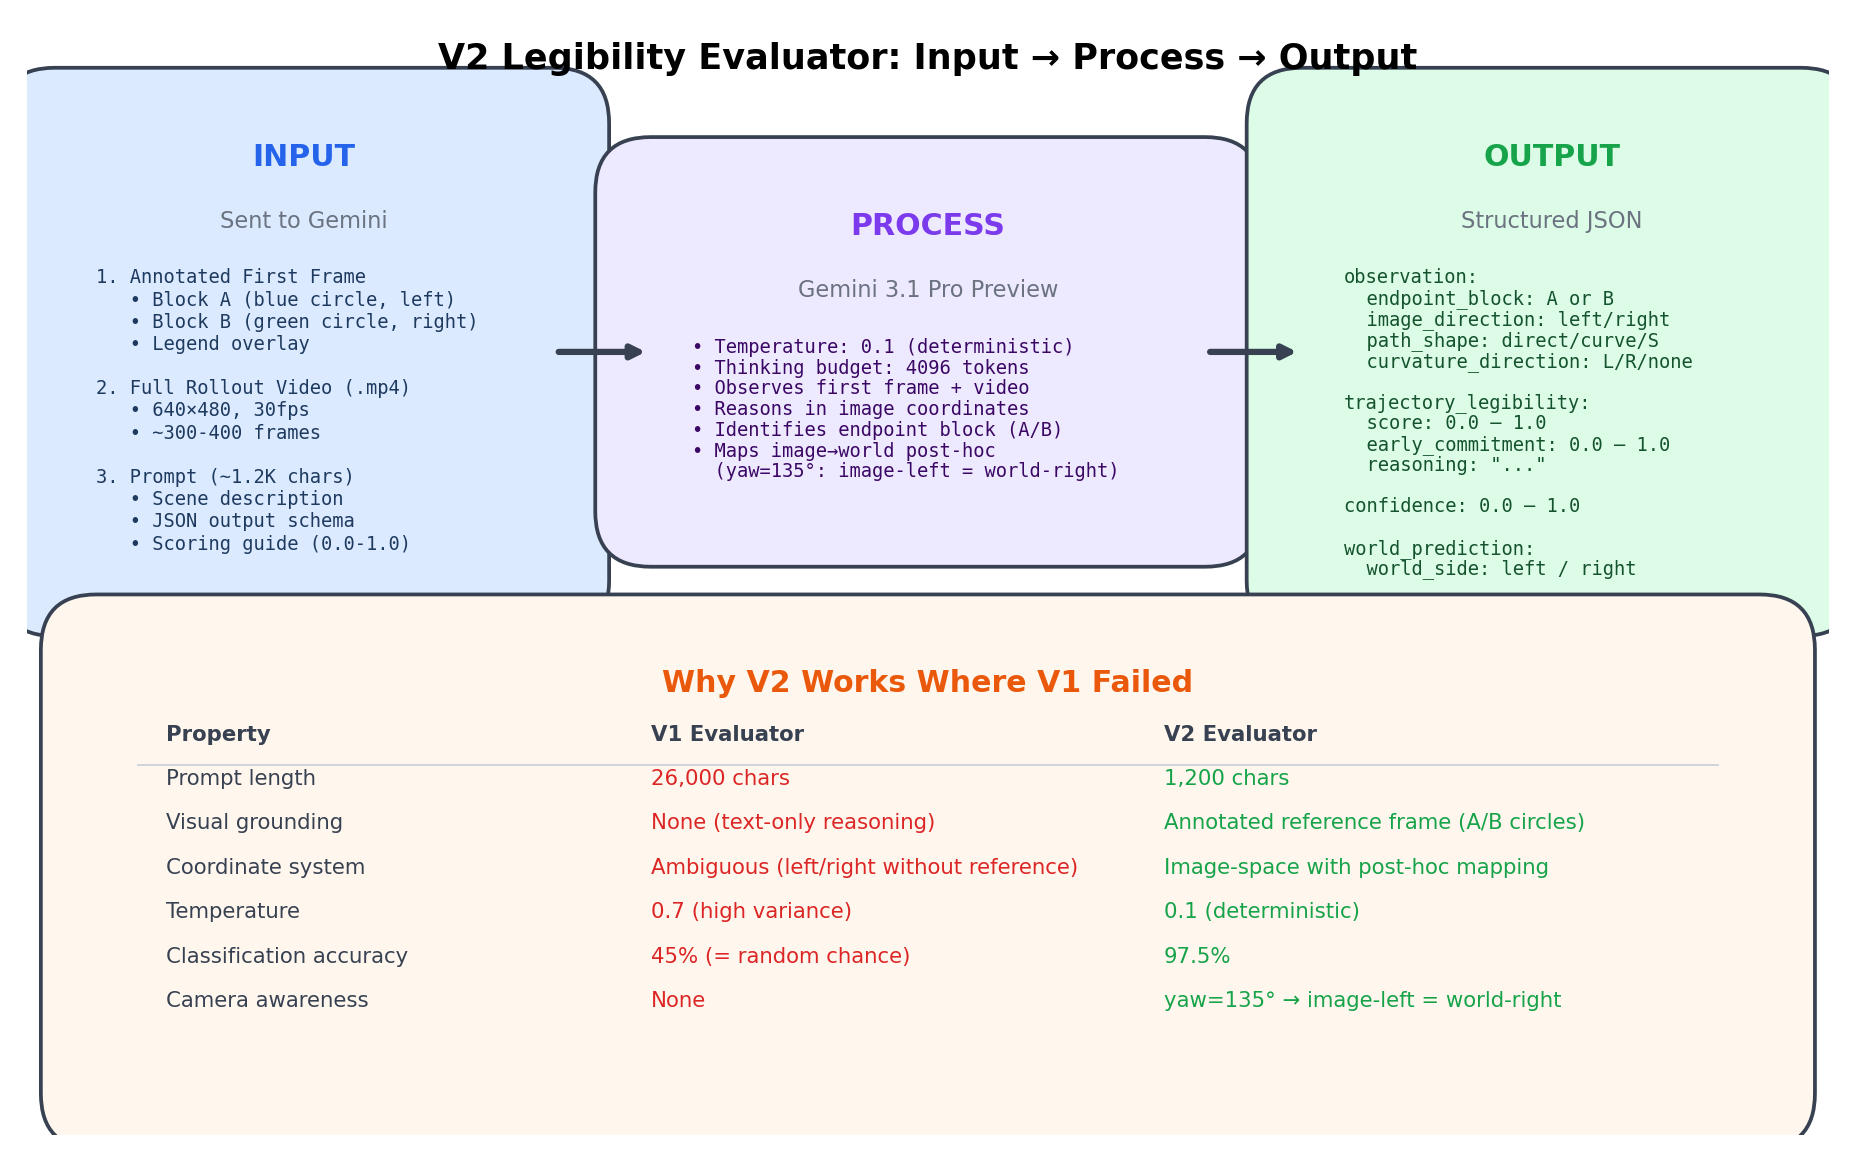 V2 Legibility Evaluator: Input → Process → Output
INPUT
Sent to Gemini
1. Annotated First Frame
• Block A (blue circle, left)
• Block B (green circle, right)
• Legend overlay
2. Full Rollout Video (.mp4)
• 640×480, 30fps
• ~300-400 frames
3. Prompt (~1.2K chars)
• Scene description
• JSON output schema
• Scoring guide (0.0-1.0)
PROCESS
Gemini 3.1 Pro Preview
• Temperature: 0.1 (deterministic)
• Thinking budget: 4096 tokens
• Observes first frame + video
• Reasons in image coordinates
• Identifies endpoint block (A/B)
• Maps image→world post-hoc
(yaw=135°: image-left = world-right)
OUTPUT
Structured JSON
observation:
endpoint_block: A or B
image_direction: left/right
path_shape: direct/curve/S
curvature_direction: L/R/none
trajectory_legibility:
score: 0.0 – 1.0
early_commitment: 0.0 – 1.0
reasoning: "..."
confidence: 0.0 – 1.0
world_prediction:
world_side: left / right
Why V2 Works Where V1 Failed
Property V1 Evaluator V2 Evaluator
Prompt length 26,000 chars 1,200 chars
Visual grounding None (text-only reasoning) Annotated reference frame (A/B circles)
Coordinate system Ambiguous (left/right without reference) Image-space with post-hoc mapping
Temperature 0.7 (high variance) 0.1 (deterministic)
Classification accuracy 45% (= random chance) 97.5%
Camera awareness None yaw=135° → image-left = world-right